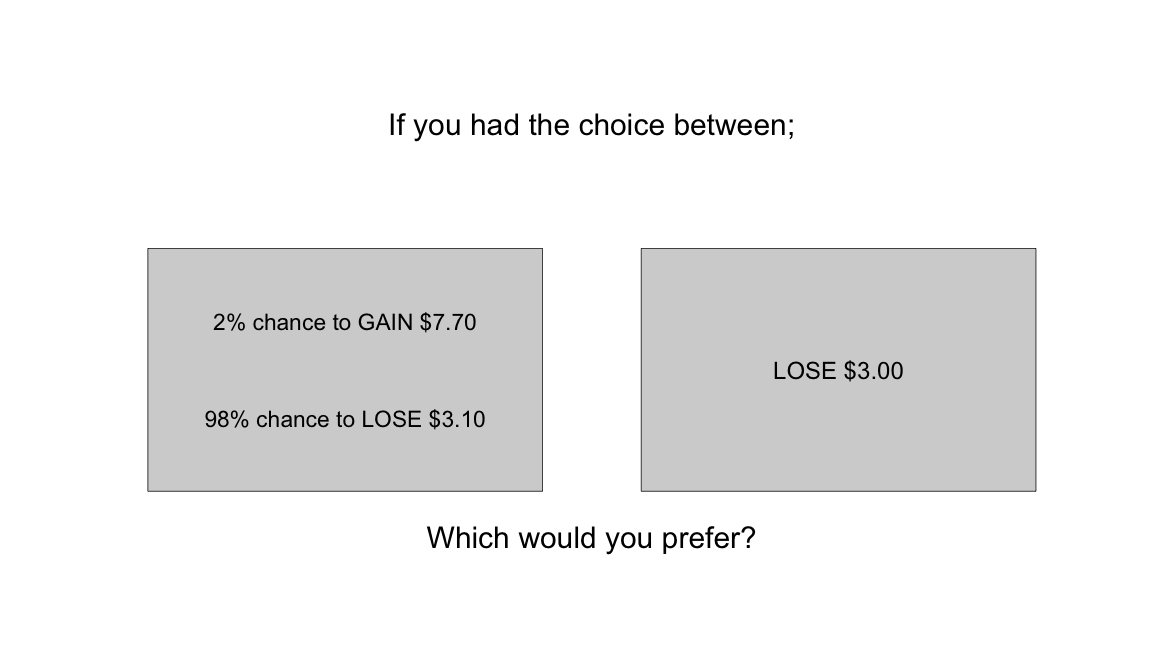 If you had the choice between;
2% chance to GAIN $7.70
98% chance to LOSE $3.10
LOSE $3.00
Which would you prefer?